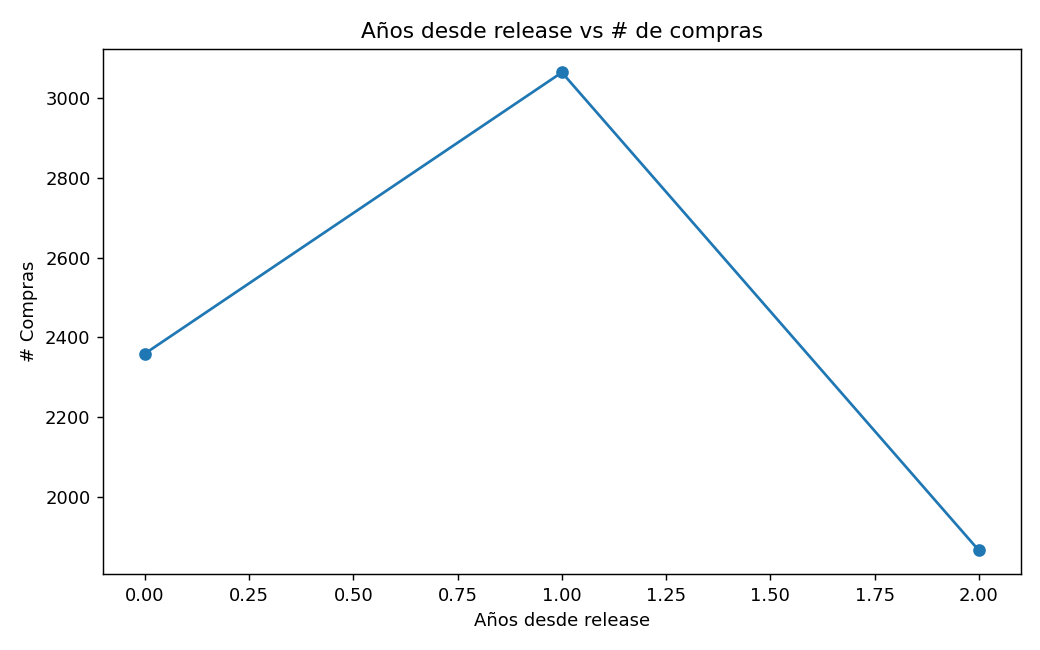 Años desde release vs # de compras
# Compras
3000
2800
2600
2400
2200
2000
0.00 0.25 0.50 0.75 1.00 1.25 1.50 1.75 2.00
Años desde release